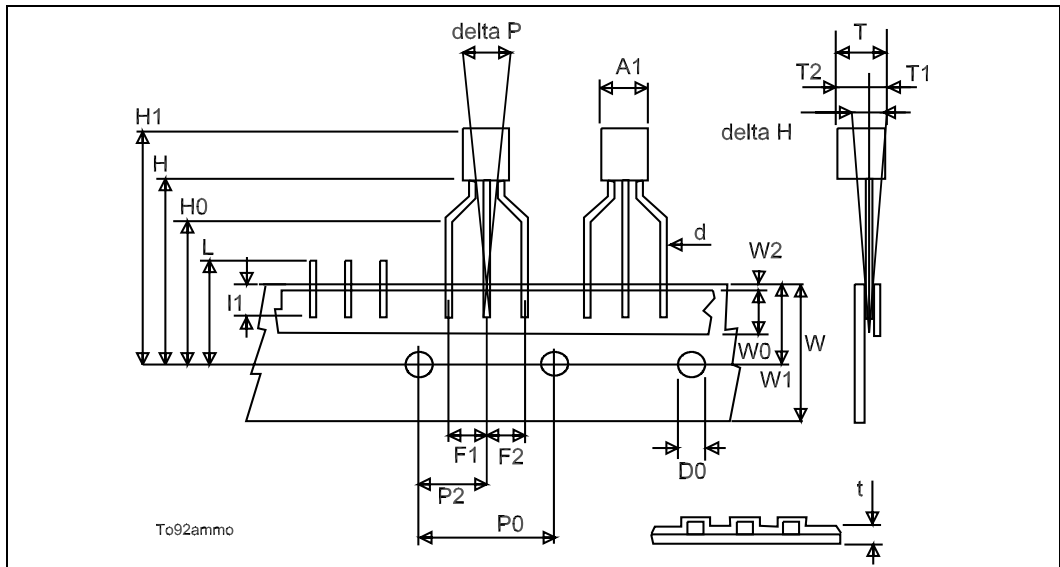 delta P
T
A1
T2
T1
H1
delta H
H
H0
d
L
W2
I1
W0
W
W1
F1
F2
D0
P2
t
P0
To92ammo